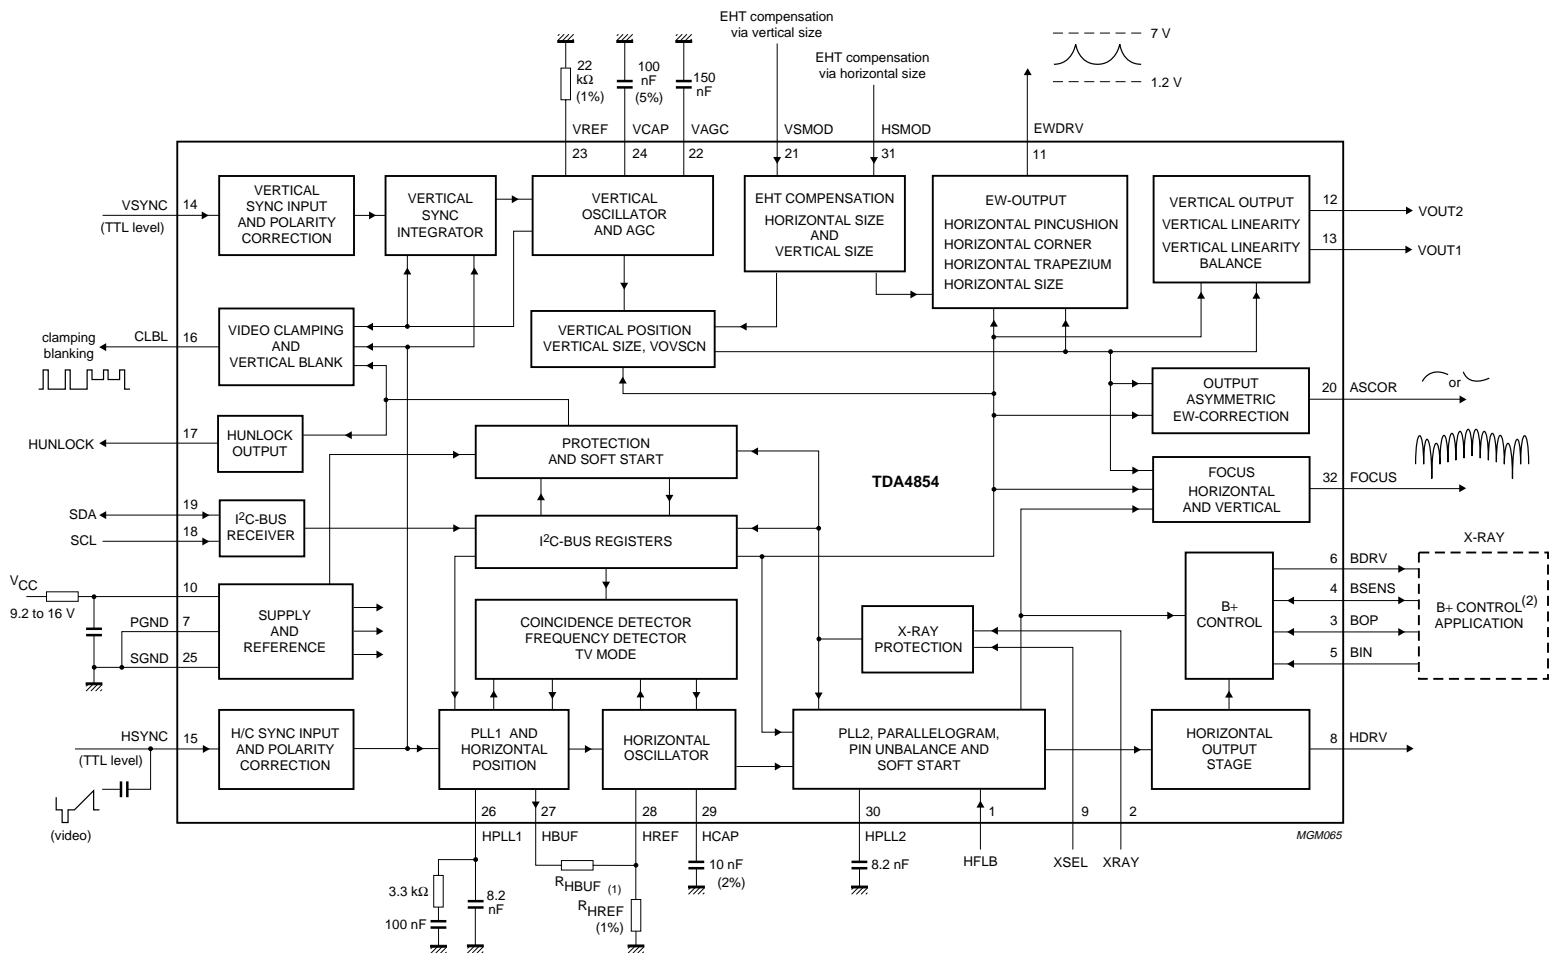 EHT compensation
via vertical size
EHT compensation
via horizontal size
7 V
1.2 V
22
kΩ
(1%)
100
nF
(5%)
150
nF
VREF
VCAP
VAGC
VSMOD
HSMOD
EWDRV
23
24
22
21
31
11
VSYNC
14
(TTL level)
VERTICAL
SYNC INPUT
AND POLARITY
CORRECTION
VERTICAL
SYNC
INTEGRATOR
VERTICAL
OSCILLATOR
AND AGC
EHT COMPENSATION
HORIZONTAL SIZE
AND
VERTICAL SIZE
EW-OUTPUT
HORIZONTAL PINCUSHION
HORIZONTAL CORNER
HORIZONTAL TRAPEZIUM
HORIZONTAL SIZE
VERTICAL OUTPUT
VERTICAL LINEARITY
VERTICAL LINEARITY
BALANCE
12
VOUT2
13
VOUT1
clamping
blanking
CLBL
16
VIDEO CLAMPING
AND
VERTICAL BLANK
VERTICAL POSITION
VERTICAL SIZE, VOVSCN
OUTPUT
ASYMMETRIC
EW-CORRECTION
20
ASCOR
or
HUNLOCK
17
HUNLOCK
OUTPUT
PROTECTION
AND SOFT START
TDA4854
FOCUS
HORIZONTAL
AND VERTICAL
32
FOCUS
SDA
19
SCL
18
I2C-BUS
RECEIVER
I2C-BUS REGISTERS
X-RAY
VCC
9.2 to 16 V
10
PGND
7
SGND
25
SUPPLY
AND
REFERENCE
COINCIDENCE DETECTOR
FREQUENCY DETECTOR
TV MODE
X-RAY
PROTECTION
B+
CONTROL
6
BDRV
4
BSENS
3
BOP
5
BIN
B+ CONTROL(2)
APPLICATION
HSYNC
15
(TTL level)
(video)
H/C SYNC INPUT
AND POLARITY
CORRECTION
PLL1 AND
HORIZONTAL
POSITION
HORIZONTAL
OSCILLATOR
PLL2, PARALLELOGRAM,
PIN UNBALANCE AND
SOFT START
HORIZONTAL
OUTPUT
STAGE
8
HDRV
26
27
28
29
30
1
9
2
HPLL1
HBUF
HREF
HCAP
HPLL2
HFLB
XSEL
XRAY
MGM065
3.3 kΩ
100 nF
8.2
nF
RHBUF (1)
RHREF
(1%)
10 nF
(2%)
8.2 nF